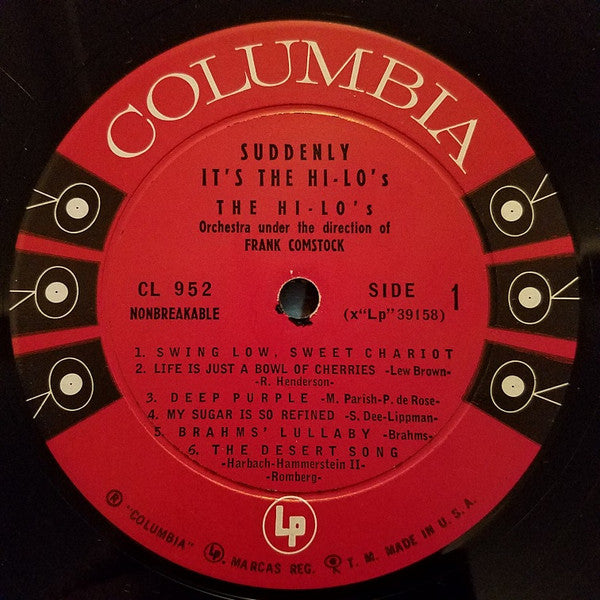 COLUMBIA
SUDDENLY
IT'S THE HI-LO's
THE HI-LO's
Orchestra under the direction of
FRANK COMSTOCK
CL 952
NONBREAKABLE
SIDE 1
(x"Lp"39158)
1. SWING LOW, SWEET CHARIOT
2. LIFE IS JUST A BOWL OF CHERRIES -Lew Brown-
-R. Henderson-
3. DEEP PURPLE -M. Parish-P. de Rose-
4. MY SUGAR IS SO REFINED -S. Dee-Lippman-
5. BRAHMS' LULLABY -Brahms-
6. THE DESERT SONG
-Harbach-Hammerstein II-
-Romberg-
Lp
® "COLUMBIA" Lp. MARCAS REG. T. M. MADE IN U. S. A.